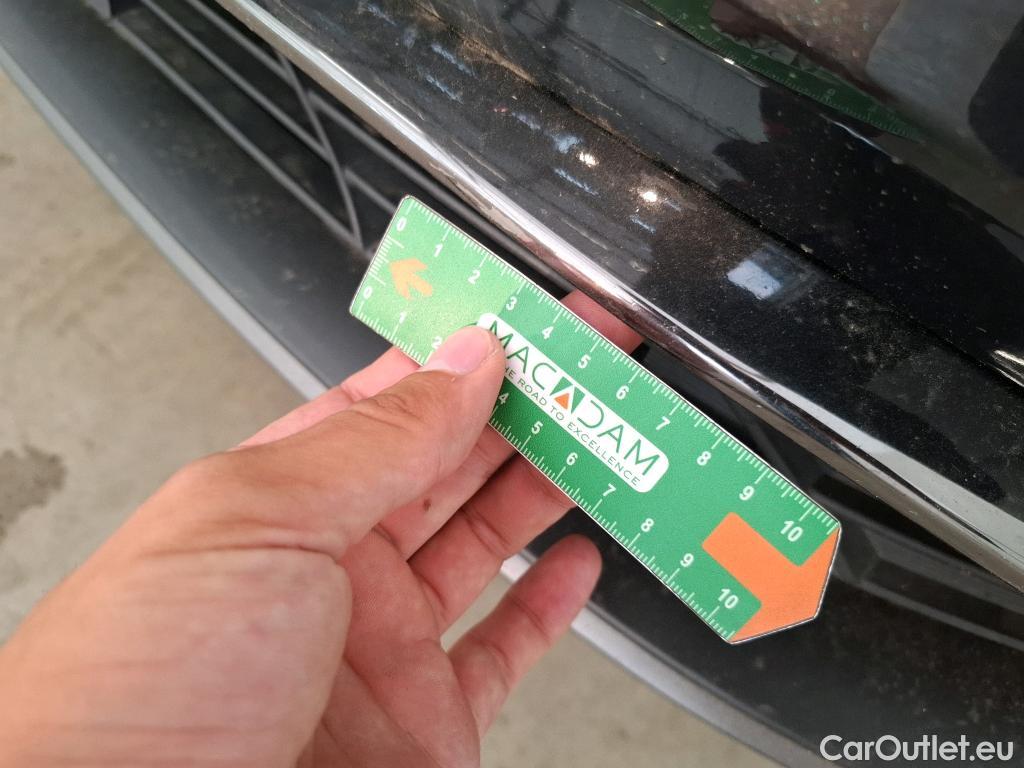 0 1 2 3 4 5 6 7 8 9 10
MACADAM
THE ROAD TO EXCELLENCE
0 1 2 4 5 6 7 8 9 10
CarOutlet.eu